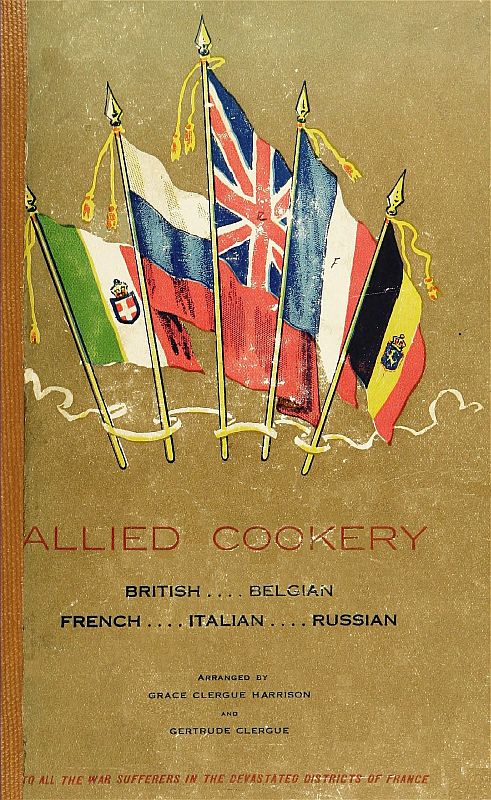 ALLIED COOKERY
BRITISH .... BELGIAN
FRENCH .... ITALIAN .... RUSSIAN
ARRANGED BY
GRACE CLERGUE HARRISON
AND
GERTRUDE CLERGUE
TO ALL THE WAR SUFFERERS IN THE DEVASTATED DISTRICTS OF FRANCE